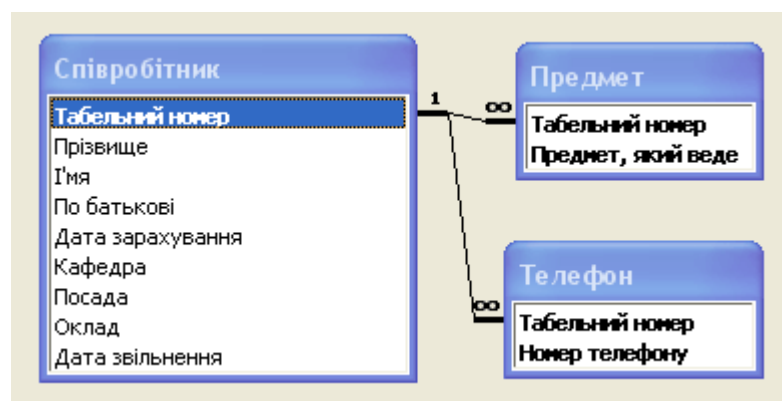 Співробітник
Табельний номер
Прізвище
І'мя
По батькові
Дата зарахування
Кафедра
Посада
Оклад
Дата звільнення
1
∞
Предмет
Табельний номер
Предмет, який веде
∞
Телефон
Табельний номер
Номер телефону